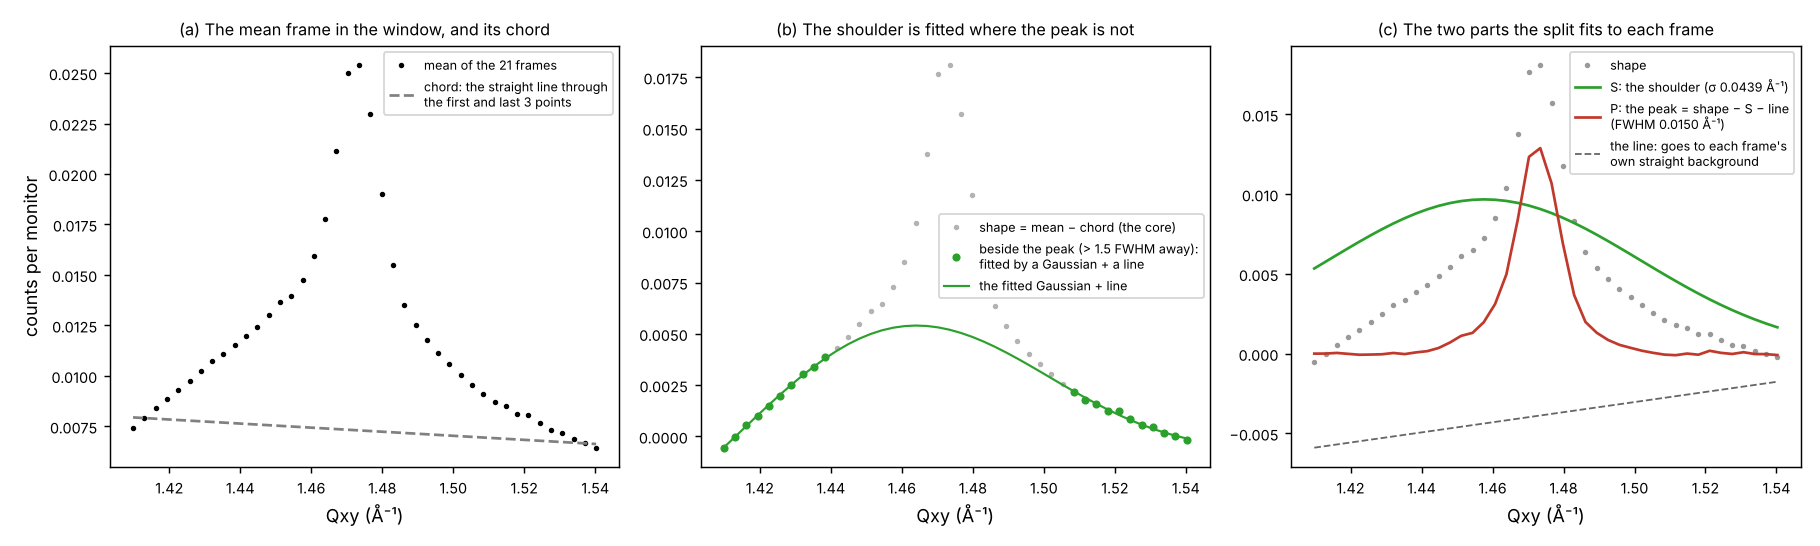 (a) The mean frame in the window, and its chord
mean of the 21 frames
chord: the straight line through
the first and last 3 points
counts per monitor
0.0250
0.0225
0.0200
0.0175
0.0150
0.0125
0.0100
0.0075
1.42
1.44
1.46
1.48
1.50
1.52
1.54
Qxy (Å⁻¹)
(b) The shoulder is fitted where the peak is not
shape = mean − chord (the core)
beside the peak (> 1.5 FWHM away):
fitted by a Gaussian + a line
the fitted Gaussian + line
0.0175
0.0150
0.0125
0.0100
0.0075
0.0050
0.0025
0.0000
1.42
1.44
1.46
1.48
1.50
1.52
1.54
Qxy (Å⁻¹)
(c) The two parts the split fits to each frame
shape
S: the shoulder (σ 0.0439 Å⁻¹)
P: the peak = shape − S − line
(FWHM 0.0150 Å⁻¹)
the line: goes to each frame's
own straight background
0.015
0.010
0.005
0.000
−0.005
1.42
1.44
1.46
1.48
1.50
1.52
1.54
Qxy (Å⁻¹)